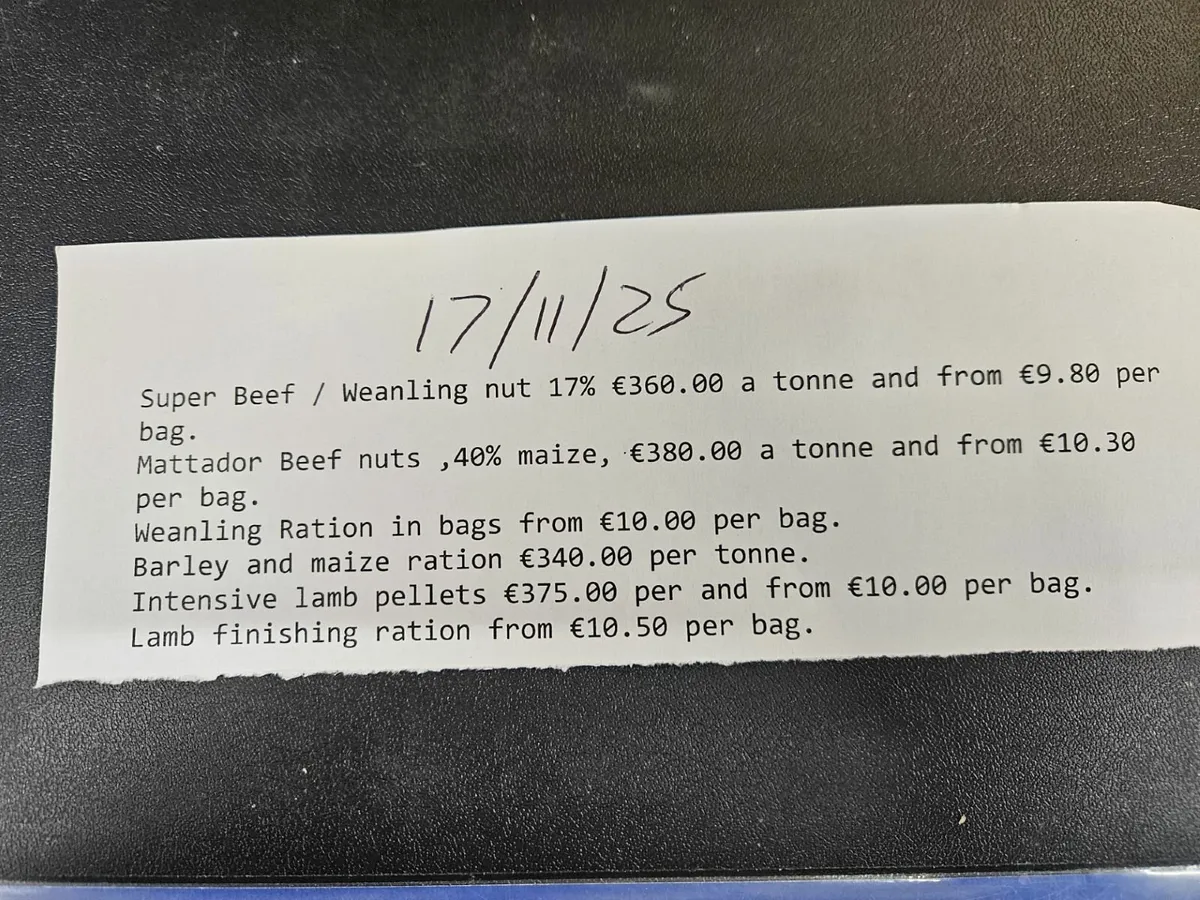 17/11/25
Super Beef / Weanling nut 17% €360.00 a tonne and from €9.80 per
bag.
Mattador Beef nuts ,40% maize, €380.00 a tonne and from €10.30
per bag.
Weanling Ration in bags from €10.00 per bag.
Barley and maize ration €340.00 per tonne.
Intensive lamb pellets €375.00 per and from €10.00 per bag.
Lamb finishing ration from €10.50 per bag.